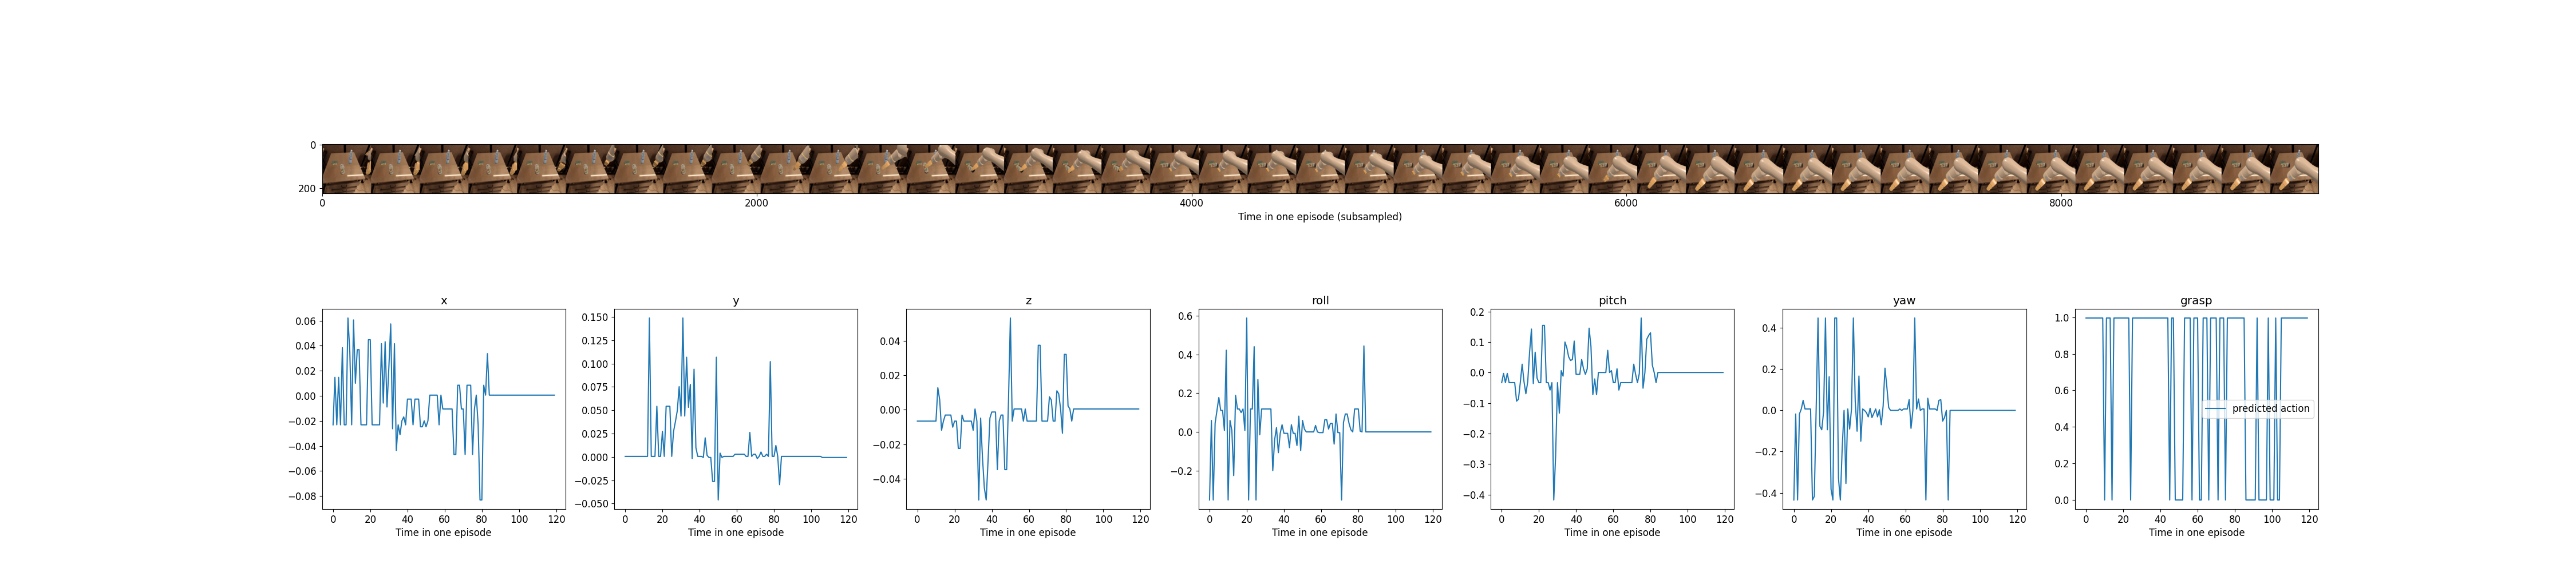 0
200
0 2000 4000 6000 8000
Time in one episode (subsampled)
x
0.06
0.04
0.02
0.00
−0.02
−0.04
−0.06
−0.08
0 20 40 60 80 100 120
Time in one episode
y
0.150
0.125
0.100
0.075
0.050
0.025
0.000
−0.025
−0.050
0 20 40 60 80 100 120
Time in one episode
z
0.04
0.02
0.00
−0.02
−0.04
0 20 40 60 80 100 120
Time in one episode
roll
0.6
0.4
0.2
0.0
−0.2
0 20 40 60 80 100 120
Time in one episode
pitch
0.2
0.1
0.0
−0.1
−0.2
−0.3
−0.4
0 20 40 60 80 100 120
Time in one episode
yaw
0.4
0.2
0.0
−0.2
−0.4
0 20 40 60 80 100 120
Time in one episode
grasp
1.0
0.8
0.6
0.4
0.2
0.0
predicted action
0 20 40 60 80 100 120
Time in one episode